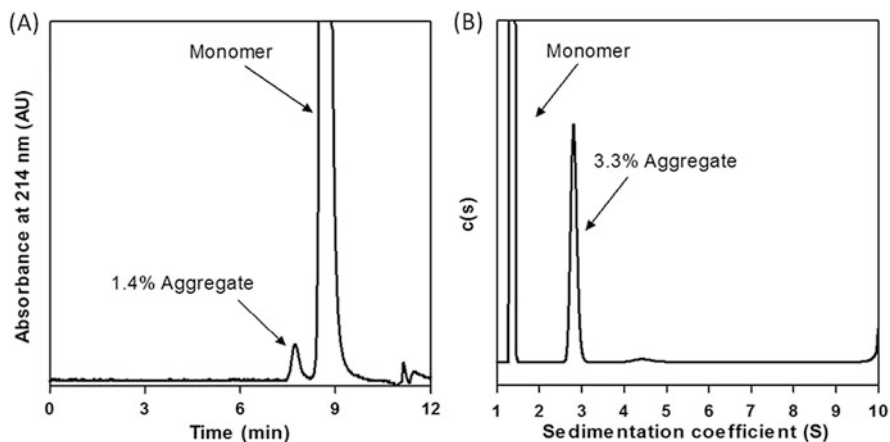 (A)
Monomer
1.4% Aggregate
Absorbance at 214 nm (AU)
0 3 6 9 12
Time (min)
(B)
Monomer
3.3% Aggregate
c(s)
1 2 3 4 5 6 7 8 9 10
Sedimentation coefficient (S)